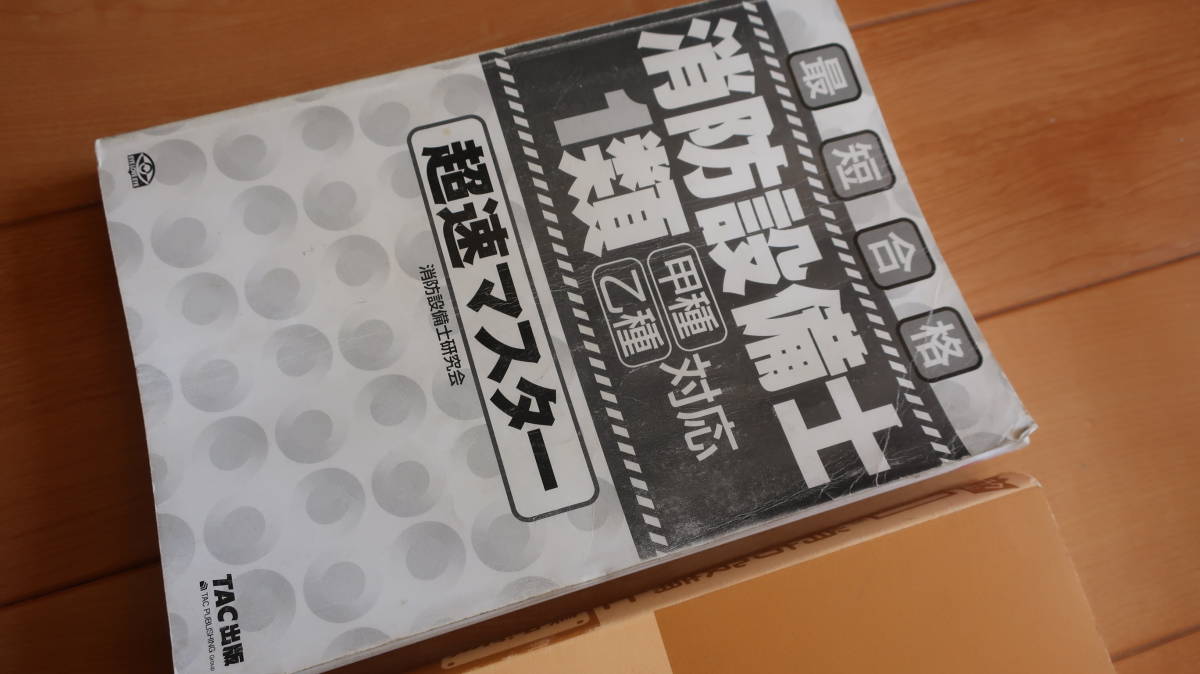 最短合格
消防設備士
1類
甲種
乙種
対応
超速マスター
消防設備士研究会
TAC出版
TAC PUBLISHING Group